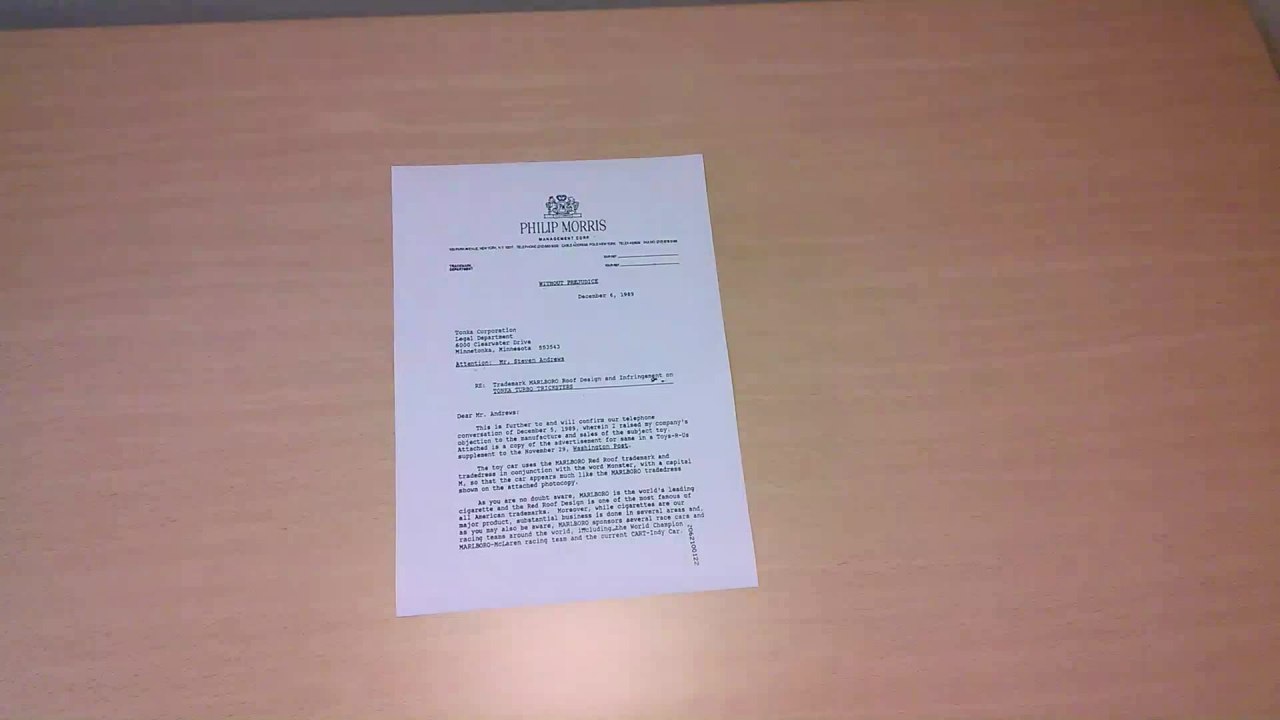 PHILIP MORRIS
MANAGEMENT CORP.
TRADEMARK
DEPARTMENT
WITHOUT PREJUDICE
December 6, 1989
Tonka Corporation
Legal Department
6000 Clearwater Drive
Minnetonka, Minnesota 553543
Attention: Mr. Steven Andrews
RE: Trademark MARLBORO Roof Design and Infringement on
TONKA TURBO TRICKSTERS
Dear Mr. Andrews:
This is further to and will confirm our telephone
conversation of December 5, 1989, wherein I raised my company's
objection to the manufacture and sales of the subject toy.
Attached is a copy of the advertisement for same in a Toys-R-Us
supplement to the November 29, Washington Post.
The toy car uses the MARLBORO Red Roof trademark and
tradedress in conjunction with the word Monster, with a capital
M, so that the car appears much like the MARLBORO tradedress
shown on the attached photocopy.
As you are no doubt aware, MARLBORO is the world's leading
cigarette and the Red Roof Design is one of the most famous of
all American trademarks. Moreover, while cigarettes are our
major product, substantial business is done in several areas and,
as you may also be aware, MARLBORO sponsors several race cars and
racing teams around the world, including the World Champion
MARLBORO-McLaren racing team and the current CART-Indy Car.